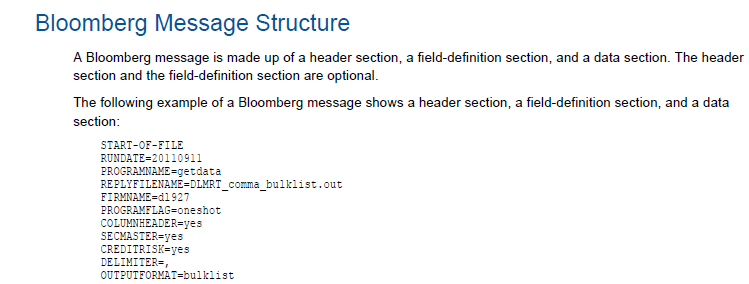 Bloomberg Message Structure
A Bloomberg message is made up of a header section, a field-definition section, and a data section. The header
section and the field-definition section are optional.
The following example of a Bloomberg message shows a header section, a field-definition section, and a data
section:
START-OF-FILE
RUNDATE=20110911
PROGRAMNAME=getdata
REPLYFILENAME=DLMRT_comma_bulklist.out
FIRMNAME=dl927
PROGRAMFLAG=oneshot
COLUMNHEADER=yes
SECMASTER=yes
CREDITRISK=yes
DELIMITER=,
OUTPUTFORMAT=bulklist